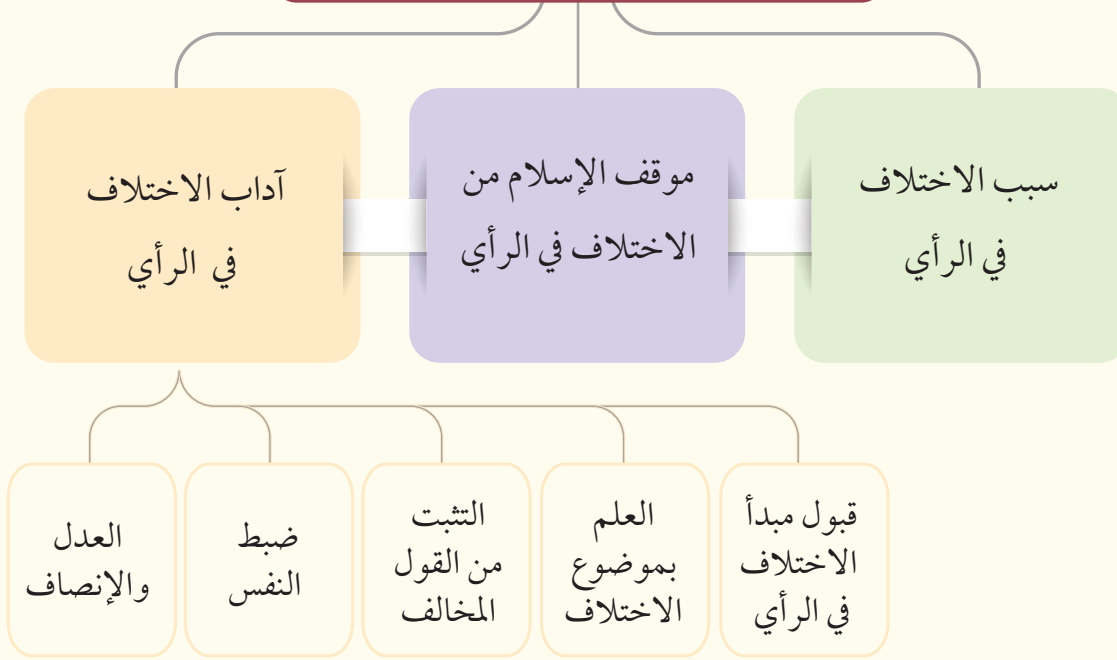 سبب الاختلاف
في الرأي
موقف الإسلام من
الاختلاف في الرأي
آداب الاختلاف
في الرأي
قبول مبدأ
الاختلاف
في الرأي
العلم
بموضوع
الاختلاف
التثبت
من القول
المخالف
ضبط
النفس
العدل
والإنصاف